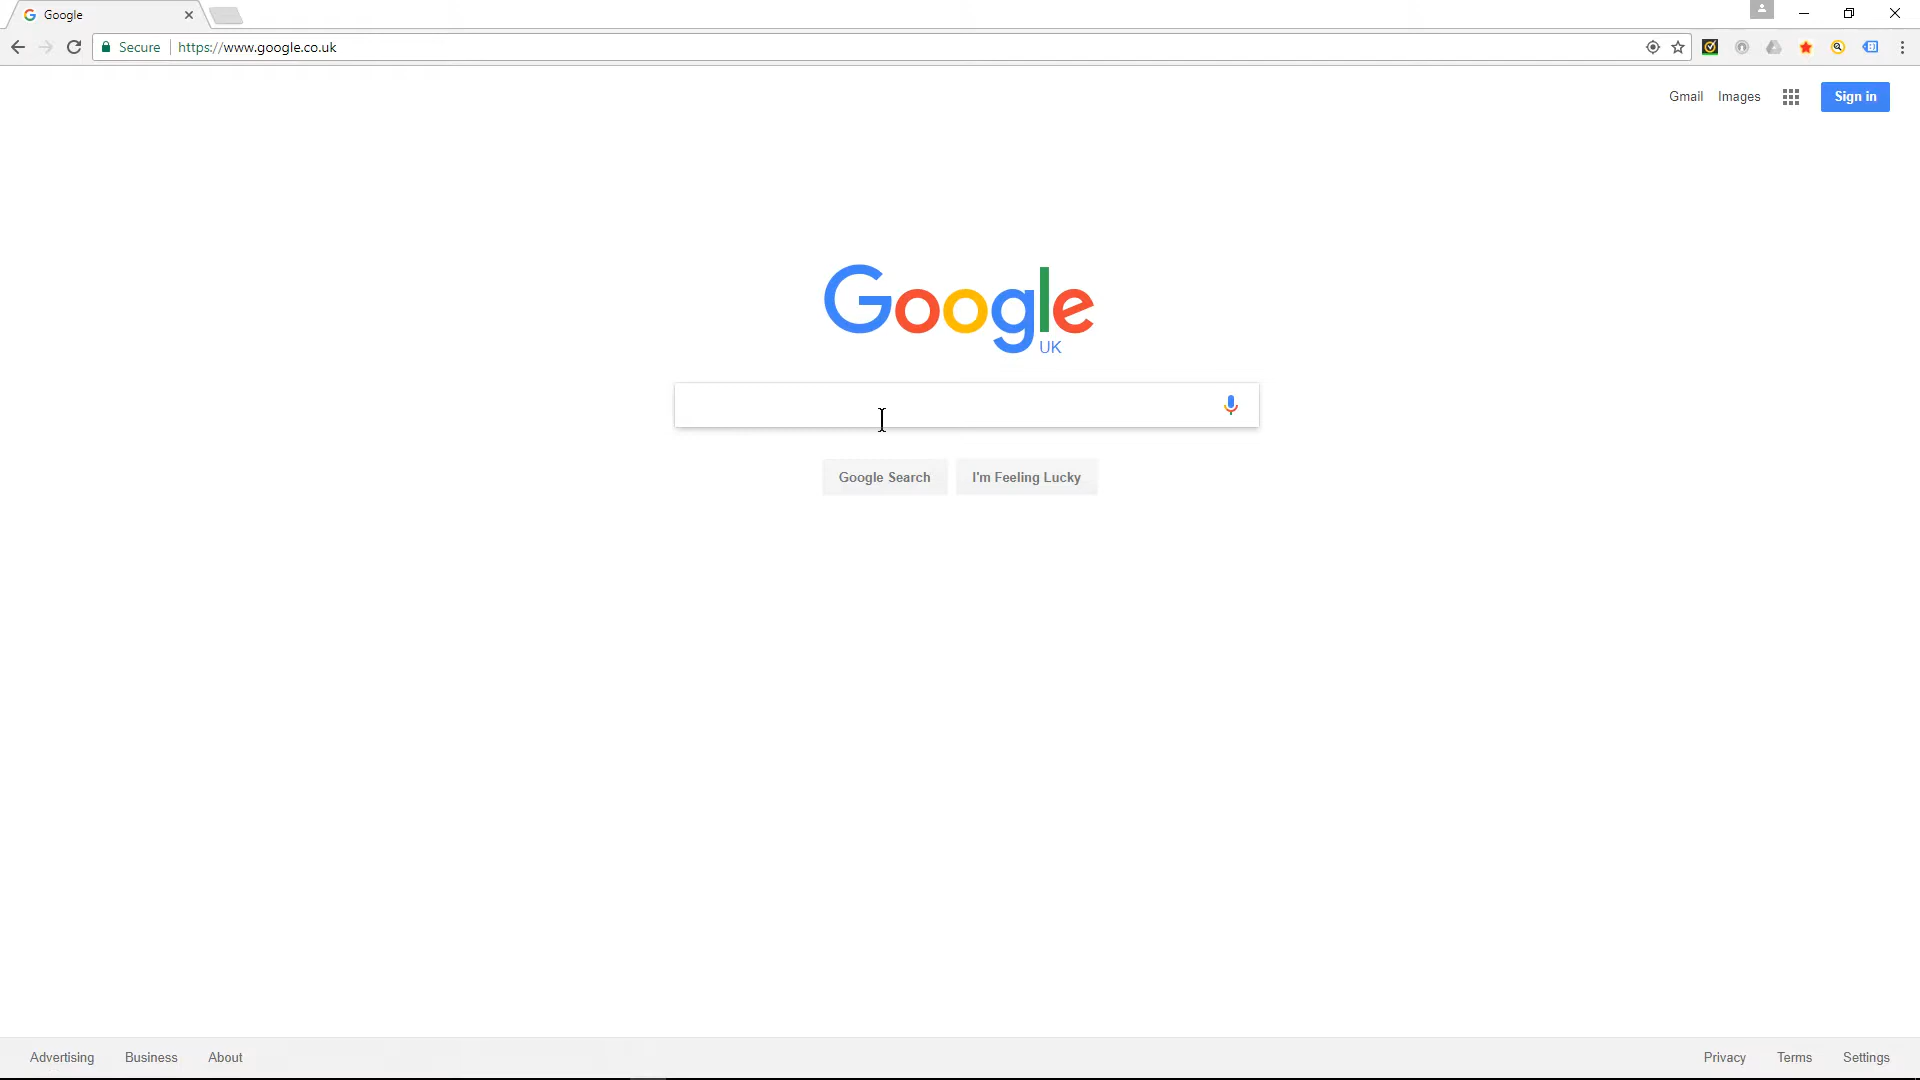 Google
Secure https://www.google.co.uk
Gmail Images Sign in
Google
UK
Google Search I'm Feeling Lucky
Advertising Business About Privacy Terms Settings